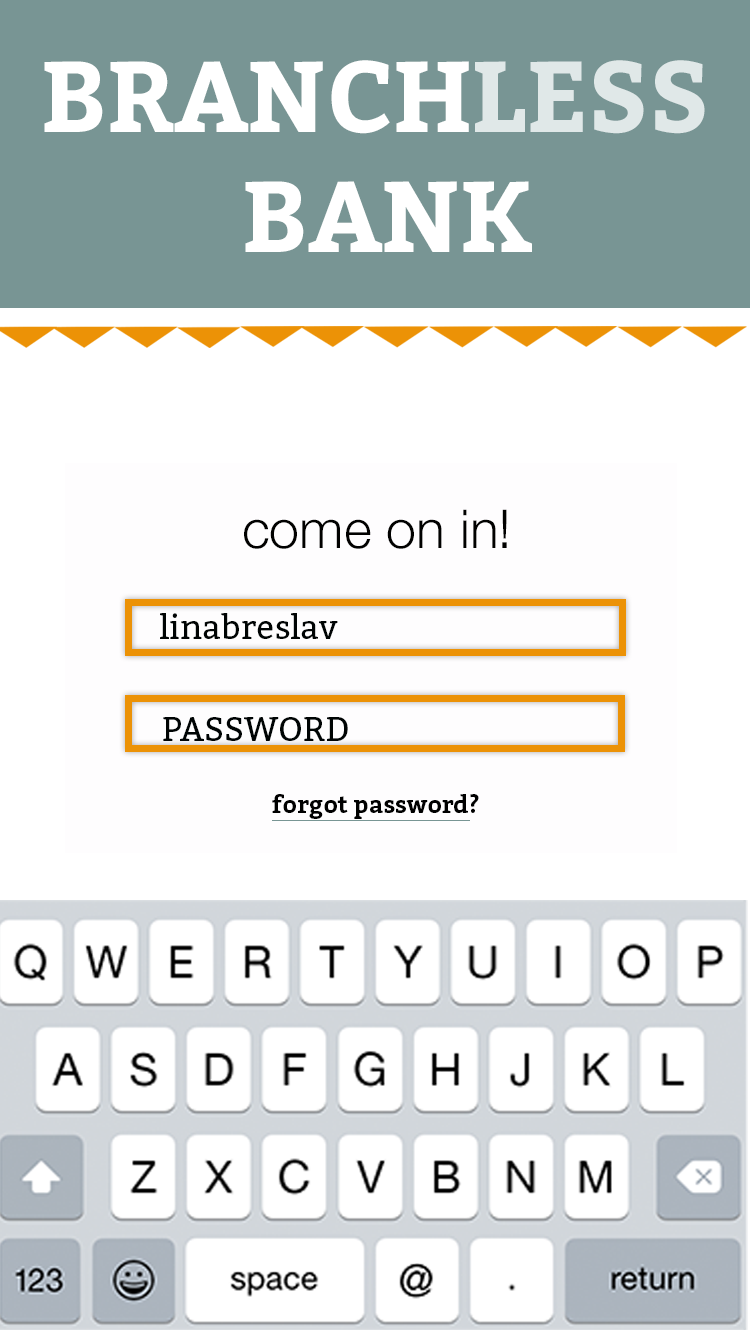 BRANCHLESS
BANK
come on in!
linabreslav
PASSWORD
forgot password?
Q W E R T Y U I O P
A S D F G H J K L
Z X C V B N M
123 space @ . return